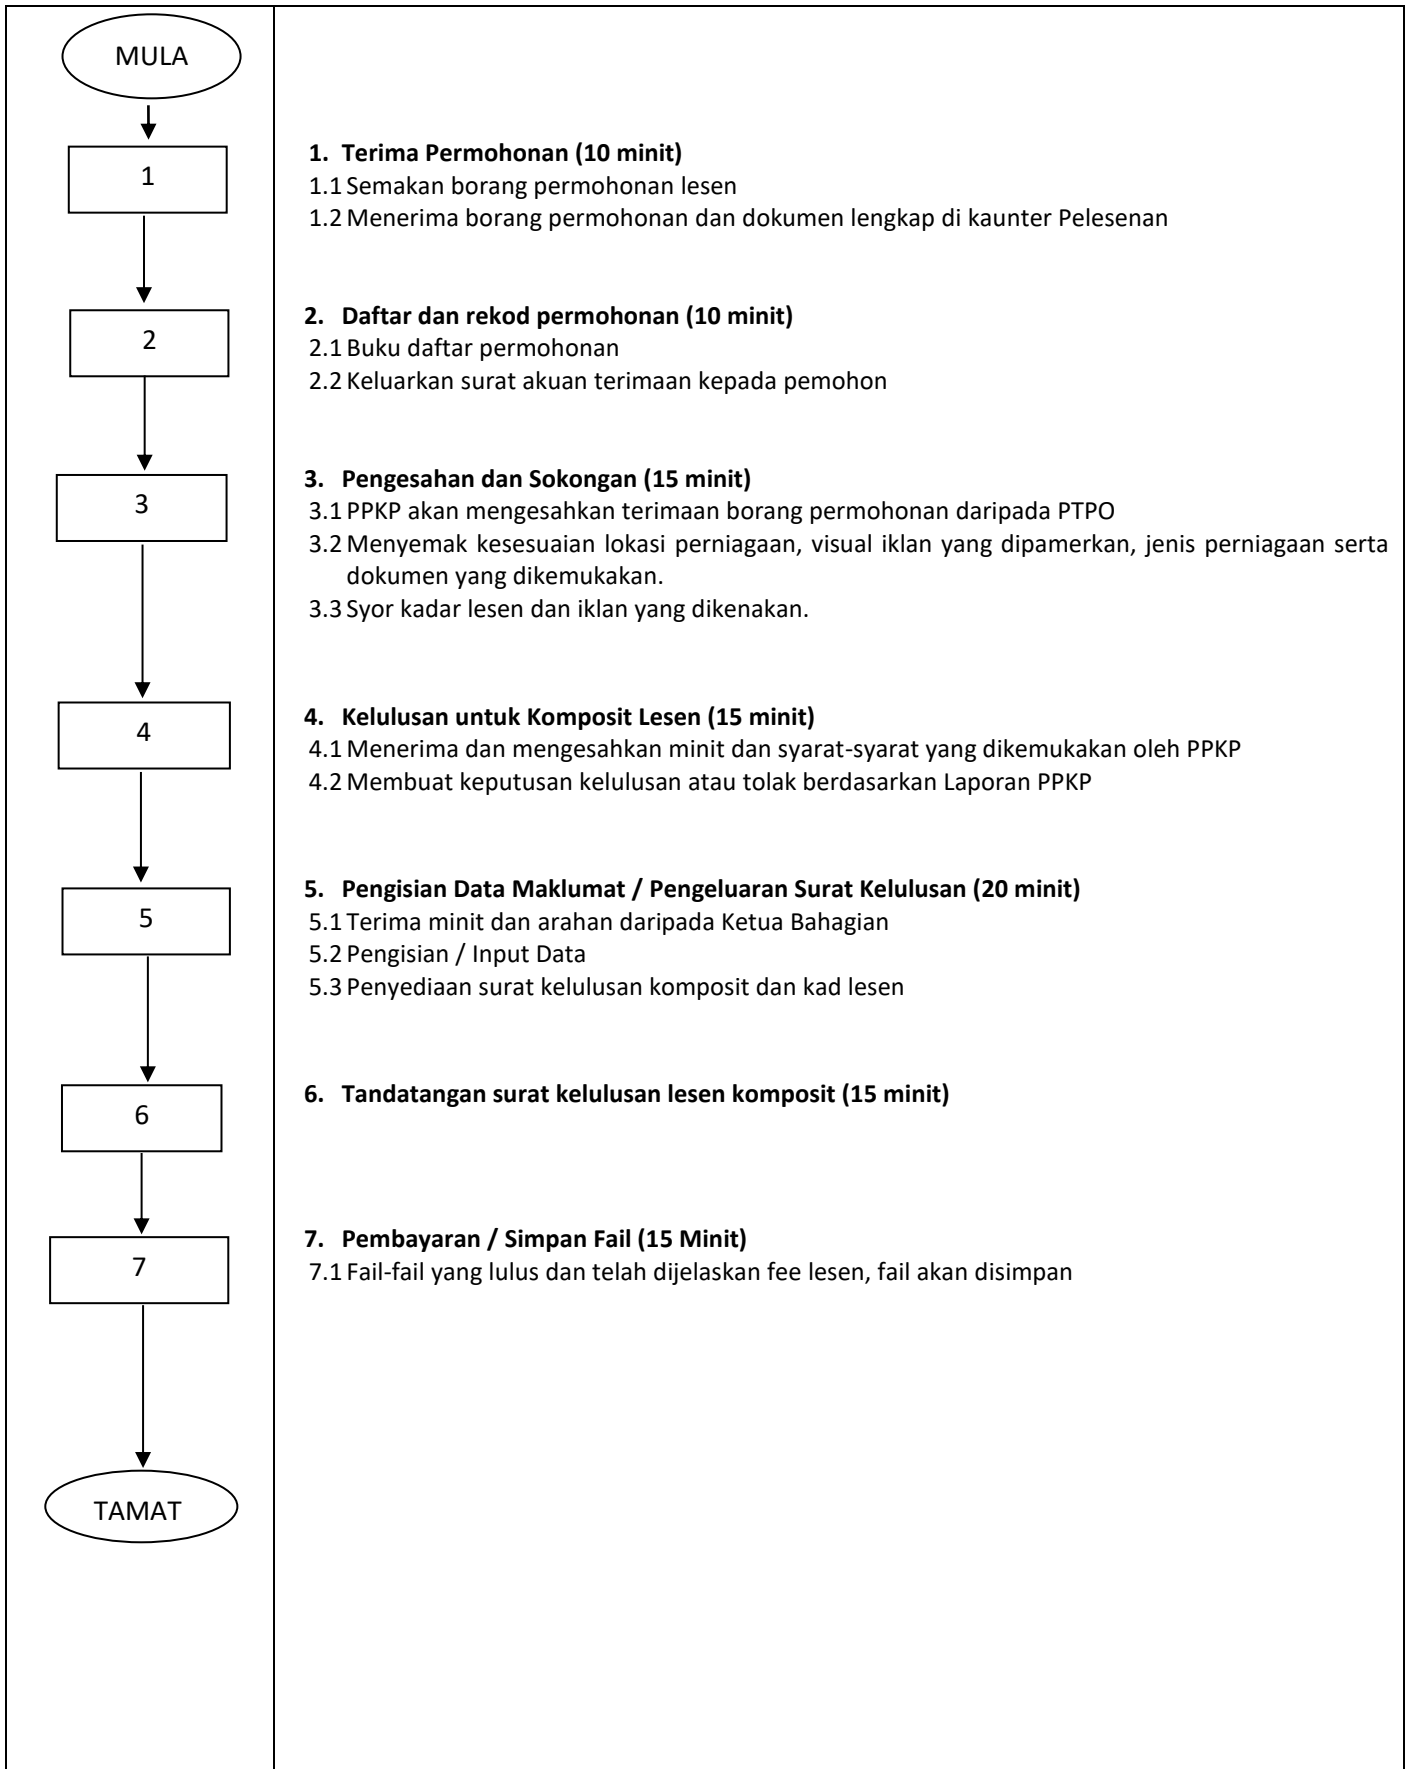 MULA
1
1. Terima Permohonan (10 minit)
1.1 Semakan borang permohonan lesen
1.2 Menerima borang permohonan dan dokumen lengkap di kaunter Pelesenan
2
2. Daftar dan rekod permohonan (10 minit)
2.1 Buku daftar permohonan
2.2 Keluarkan surat akuan terimaan kepada pemohon
3
3. Pengesahan dan Sokongan (15 minit)
3.1 PPKP akan mengesahkan terimaan borang permohonan daripada PTPO
3.2 Menyemak kesesuaian lokasi perniagaan, visual iklan yang dipamerkan, jenis perniagaan serta
dokumen yang dikemukakan.
3.3 Syor kadar lesen dan iklan yang dikenakan.
4
4. Kelulusan untuk Komposit Lesen (15 minit)
4.1 Menerima dan mengesahkan minit dan syarat-syarat yang dikemukakan oleh PPKP
4.2 Membuat keputusan kelulusan atau tolak berdasarkan Laporan PPKP
5
5. Pengisian Data Maklumat / Pengeluaran Surat Kelulusan (20 minit)
5.1 Terima minit dan arahan daripada Ketua Bahagian
5.2 Pengisian / Input Data
5.3 Penyediaan surat kelulusan komposit dan kad lesen
6
6. Tandatangan surat kelulusan lesen komposit (15 minit)
7
7. Pembayaran / Simpan Fail (15 Minit)
7.1 Fail-fail yang lulus dan telah dijelaskan fee lesen, fail akan disimpan
TAMAT